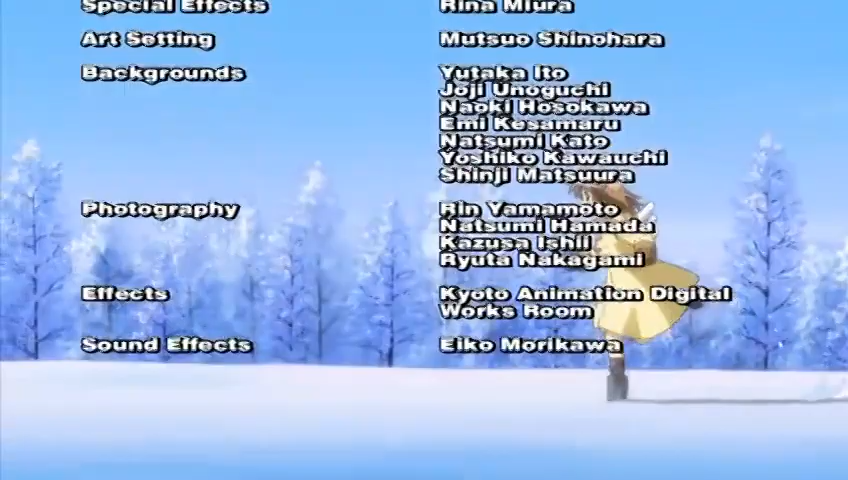 Special Effects Rina Miura
Art Setting Mutsuo Shinohara
Backgrounds Yutaka Ito
Joji Unoguchi
Naoki Hosokawa
Emi Kesamaru
Natsumi Kato
Yoshiko Kawauchi
Shinji Matsuura
Photography Rin Yamamoto
Natsumi Hamada
Kazusa Ishii
Ryuta Nakagami
Effects Kyoto Animation Digital
Works Room
Sound Effects Eiko Morikawa